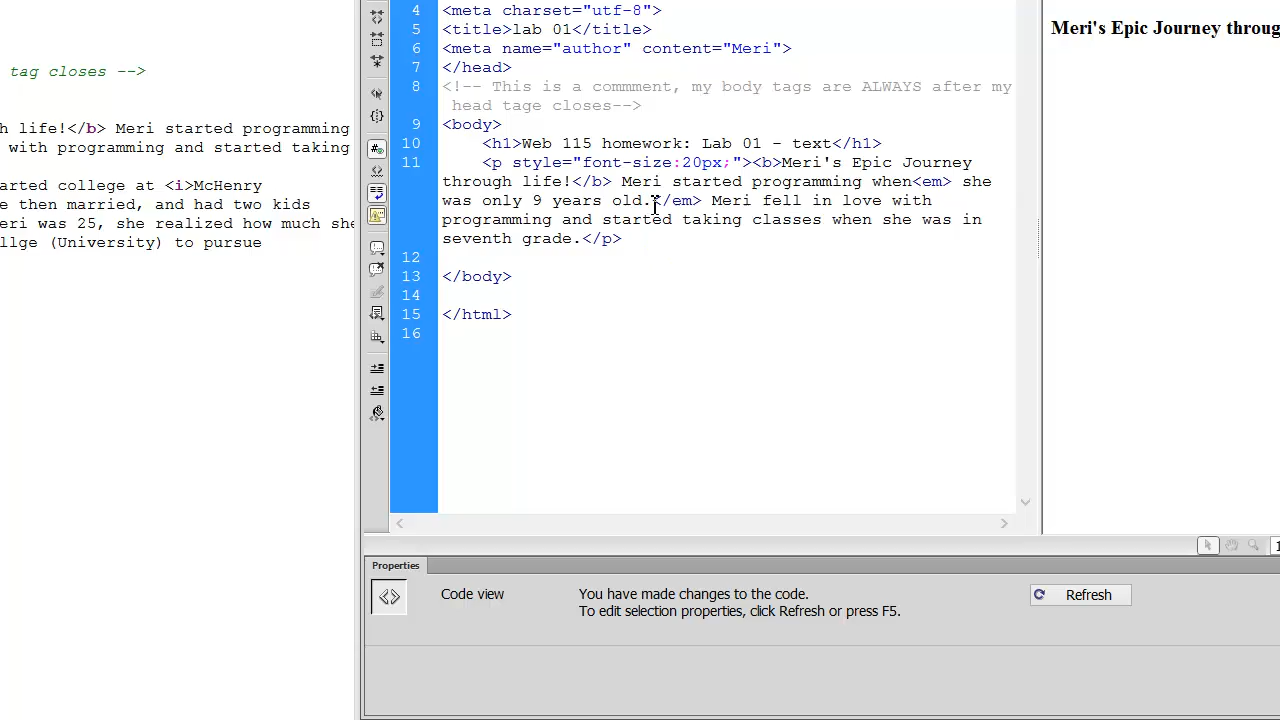 tag closes -->
h life!</b> Meri started programming
with programming and started taking
arted college at <i>McHenry
e then married, and had two kids
eri was 25, she realized how much she
llge (University) to pursue
4 <meta charset="utf-8">
5 <title>lab 01</title>
6 <meta name="author" content="Meri">
7 </head>
8 <!-- This is a commment, my body tags are ALWAYS after my
head tage closes-->
9 <body>
10 <h1>Web 115 homework: Lab 01 - text</h1>
11 <p style="font-size:20px;"><b>Meri's Epic Journey
through life!</b> Meri started programming when<em> she
was only 9 years old.</em> Meri fell in love with
programming and started taking classes when she was in
seventh grade.</p>
12
13 </body>
14
15 </html>
16
Meri's Epic Journey throug
Properties
Code view
You have made changes to the code.
To edit selection properties, click Refresh or press F5.
Refresh
1